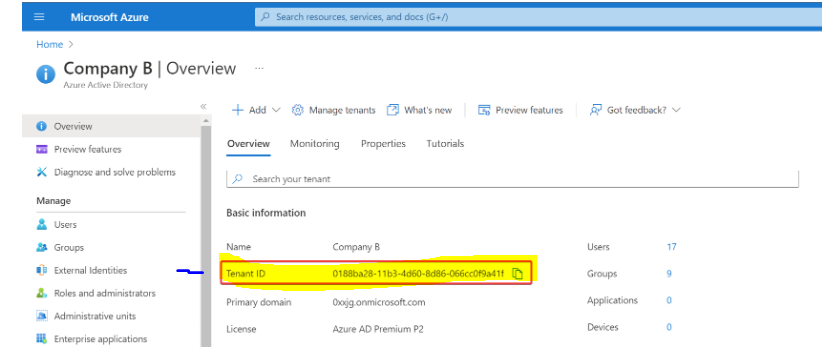 Microsoft Azure
Search resources, services, and docs (G+/)
Home >
Company B | Overview ...
Azure Active Directory
«
Add
Manage tenants
What's new
Preview features
Got feedback?
Overview
Preview features
Diagnose and solve problems
Manage
Users
Groups
External Identities
Roles and administrators
Administrative units
Enterprise applications
Overview Monitoring Properties Tutorials
Search your tenant
Basic information
Name Company B Users 17
Tenant ID 0188ba28-11b3-4d60-8d86-066cc0f9a41f Groups 9
Primary domain 0xxjg.onmicrosoft.com Applications 0
License Azure AD Premium P2 Devices 0